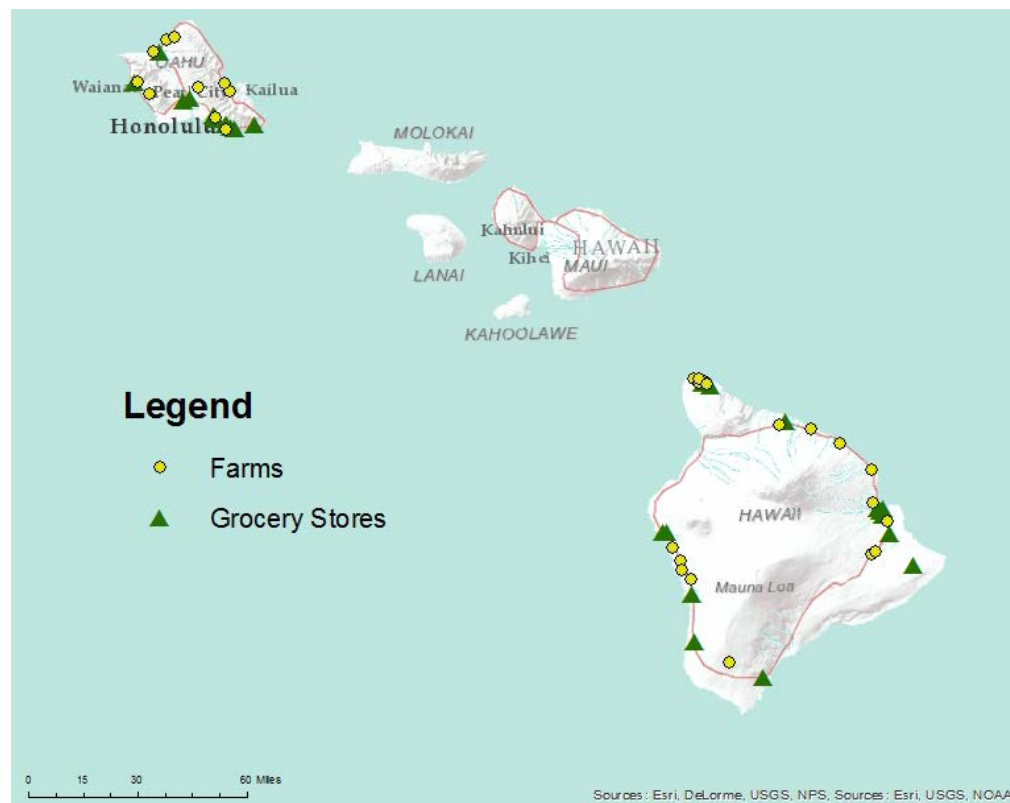 OAHU
Waiana
Pearl City
Kailua
Honolulu
MOLOKAI
Kahului
HAWAII
Kihei
MAUI
LANAI
KAHOOLAWE
Legend
Farms
Grocery Stores
HAWAII
Mauna Loa
0 15 30 60 Miles
Sources: Esri, DeLorme, USGS, NPS, Sources: Esri, USGS, NOAA